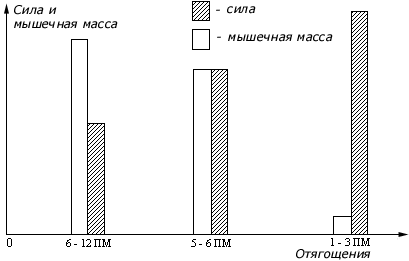 Сила и
мышечная масса
- сила
- мышечная масса
0
6 - 12 ПМ
5 - 6 ПМ
1 - 3 ПМ
Отягощения